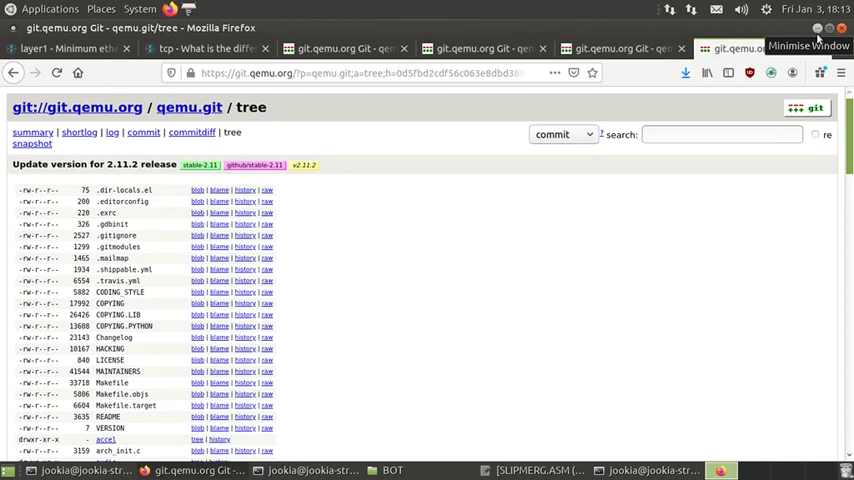 Applications Places System Fri Jan 3, 18:13
git.qemu.org Git - qemu.git/tree - Mozilla Firefox
Minimise Window
layer1 - Minimum eth tcp - What is the differ git.qemu.org Git - qem git.qemu.org Git - qem git.qemu.org Git - qem git.qemu.o
https://git.qemu.org/?p=qemu.git;a=tree;h=0d5fbd2cdf56c063e8dbd38
git://git.qemu.org / qemu.git / tree
git
summary | shortlog | log | commit | commitdiff | tree
snapshot
commit ? search: re
Update version for 2.11.2 release stable-2.11 github/stable-2.11 v2.11.2
-rw-r--r-- 75 .dir-locals.el blob | blame | history | raw
-rw-r--r-- 200 .editorconfig blob | blame | history | raw
-rw-r--r-- 220 .exrc blob | blame | history | raw
-rw-r--r-- 326 .gdbinit blob | blame | history | raw
-rw-r--r-- 2527 .gitignore blob | blame | history | raw
-rw-r--r-- 1299 .gitmodules blob | blame | history | raw
-rw-r--r-- 1465 .mailmap blob | blame | history | raw
-rw-r--r-- 1934 .shippable.yml blob | blame | history | raw
-rw-r--r-- 6554 .travis.yml blob | blame | history | raw
-rw-r--r-- 5882 CODING_STYLE blob | blame | history | raw
-rw-r--r-- 17992 COPYING blob | blame | history | raw
-rw-r--r-- 26426 COPYING.LIB blob | blame | history | raw
-rw-r--r-- 13608 COPYING.PYTHON blob | blame | history | raw
-rw-r--r-- 23143 Changelog blob | blame | history | raw
-rw-r--r-- 10167 HACKING blob | blame | history | raw
-rw-r--r-- 840 LICENSE blob | blame | history | raw
-rw-r--r-- 41544 MAINTAINERS blob | blame | history | raw
-rw-r--r-- 33718 Makefile blob | blame | history | raw
-rw-r--r-- 5806 Makefile.objs blob | blame | history | raw
-rw-r--r-- 6604 Makefile.target blob | blame | history | raw
-rw-r--r-- 3635 README blob | blame | history | raw
-rw-r--r-- 7 VERSION blob | blame | history | raw
drwxr-xr-x - accel tree | history
-rw-r--r-- 3159 arch_init.c blob | blame | history | raw
jookia@jookia-str... git.qemu.org Git -... jookia@jookia-str... BOT [SLIPMERG.ASM (... jookia@jookia-str...